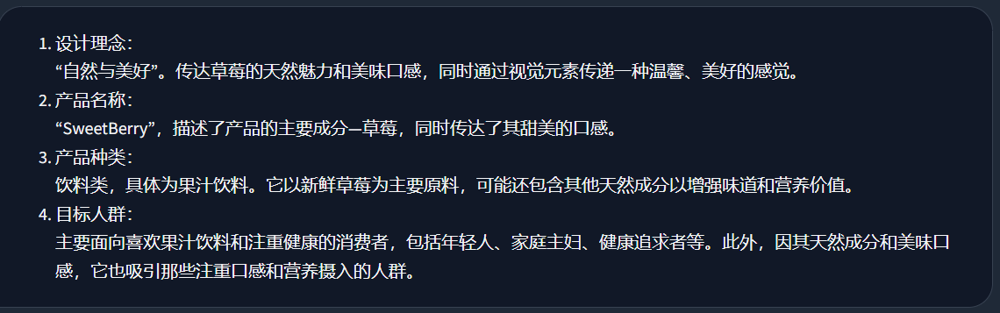 1. 设计理念：
“自然与美好”。传达草莓的天然魅力和美味口感，同时通过视觉元素传递一种温馨、美好的感觉。
2. 产品名称：
“SweetBerry”，描述了产品的主要成分—草莓，同时传达了其甜美的口感。
3. 产品种类：
饮料类，具体为果汁饮料。它以新鲜草莓为主要原料，可能还包含其他天然成分以增强味道和营养价值。
4. 目标人群：
主要面向喜欢果汁饮料和注重健康的消费者，包括年轻人、家庭主妇、健康追求者等。此外，因其天然成分和美味口
感，它也吸引那些注重口感和营养摄入的人群。